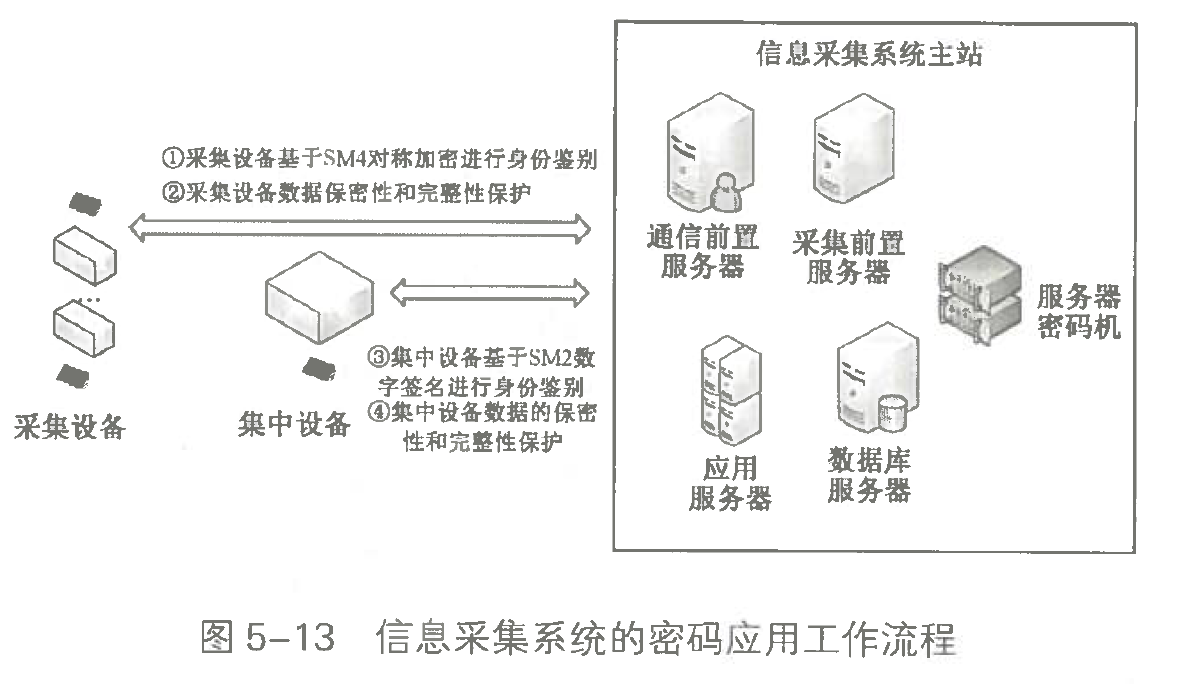 信息采集系统主站
①采集设备基于SM4对称加密进行身份鉴别
②采集设备数据保密性和完整性保护
通信前置
服务器
采集前置
服务器
服务器
密码机
③集中设备基于SM2数
字签名进行身份鉴别
④集中设备数据的保密
性和完整性保护
采集设备
集中设备
应用
服务器
数据库
服务器
图 5-13 信息采集系统的密码应用工作流程